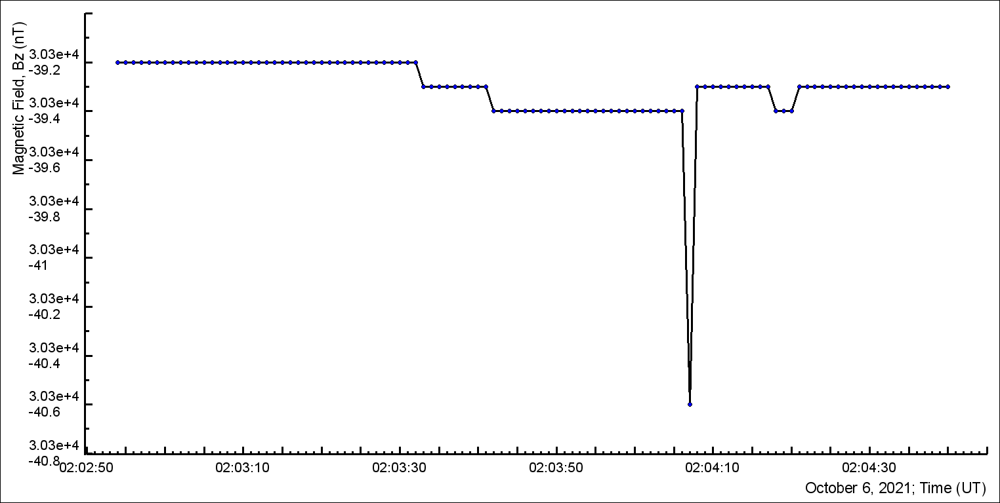 Magnetic Field, Bz (nT)
3.03e+4
-39.2
3.03e+4
-39.4
3.03e+4
-39.6
3.03e+4
-39.8
3.03e+4
-41
3.03e+4
-40.2
3.03e+4
-40.4
3.03e+4
-40.6
3.03e+4
-40.8
02:02:50 02:03:10 02:03:30 02:03:50 02:04:10 02:04:30
October 6, 2021; Time (UT)